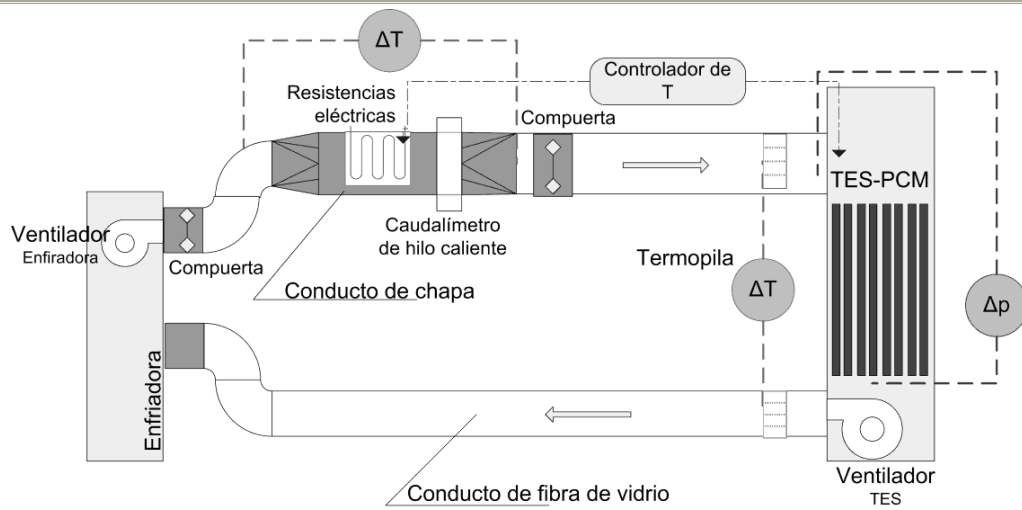 ΔT
Controlador de
T
Resistencias
eléctricas
Compuerta
TES-PCM
Ventilador
Enfiradora
Caudalímetro
de hilo caliente
Compuerta
Termopila
Conducto de chapa
ΔT
Δp
Enfriadora
Ventilador
TES
Conducto de fibra de vidrio